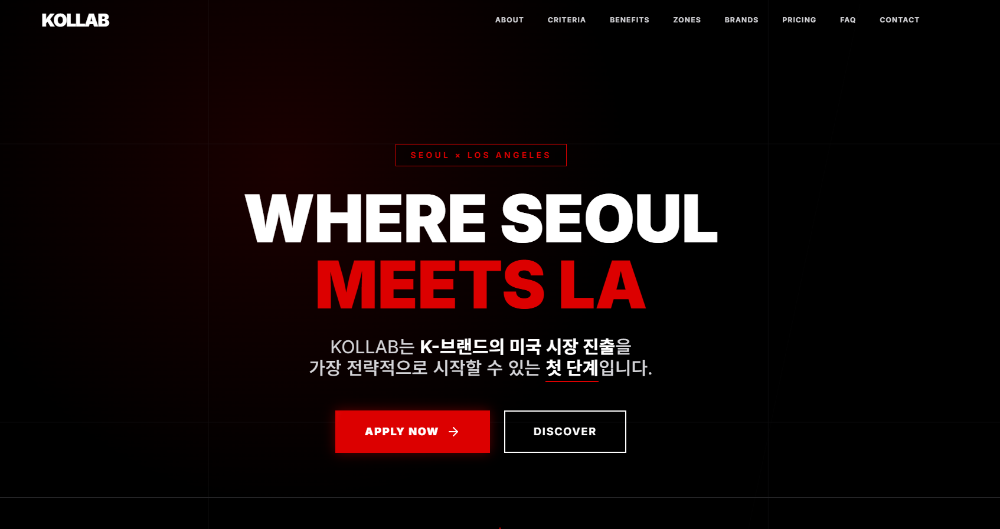 KOLLAB
ABOUT CRITERIA BENEFITS ZONES BRANDS PRICING FAQ CONTACT
SEOUL × LOS ANGELES
WHERE SEOUL
MEETS LA
KOLLAB는 K-브랜드의 미국 시장 진출을
가장 전략적으로 시작할 수 있는 첫 단계입니다.
APPLY NOW →
DISCOVER